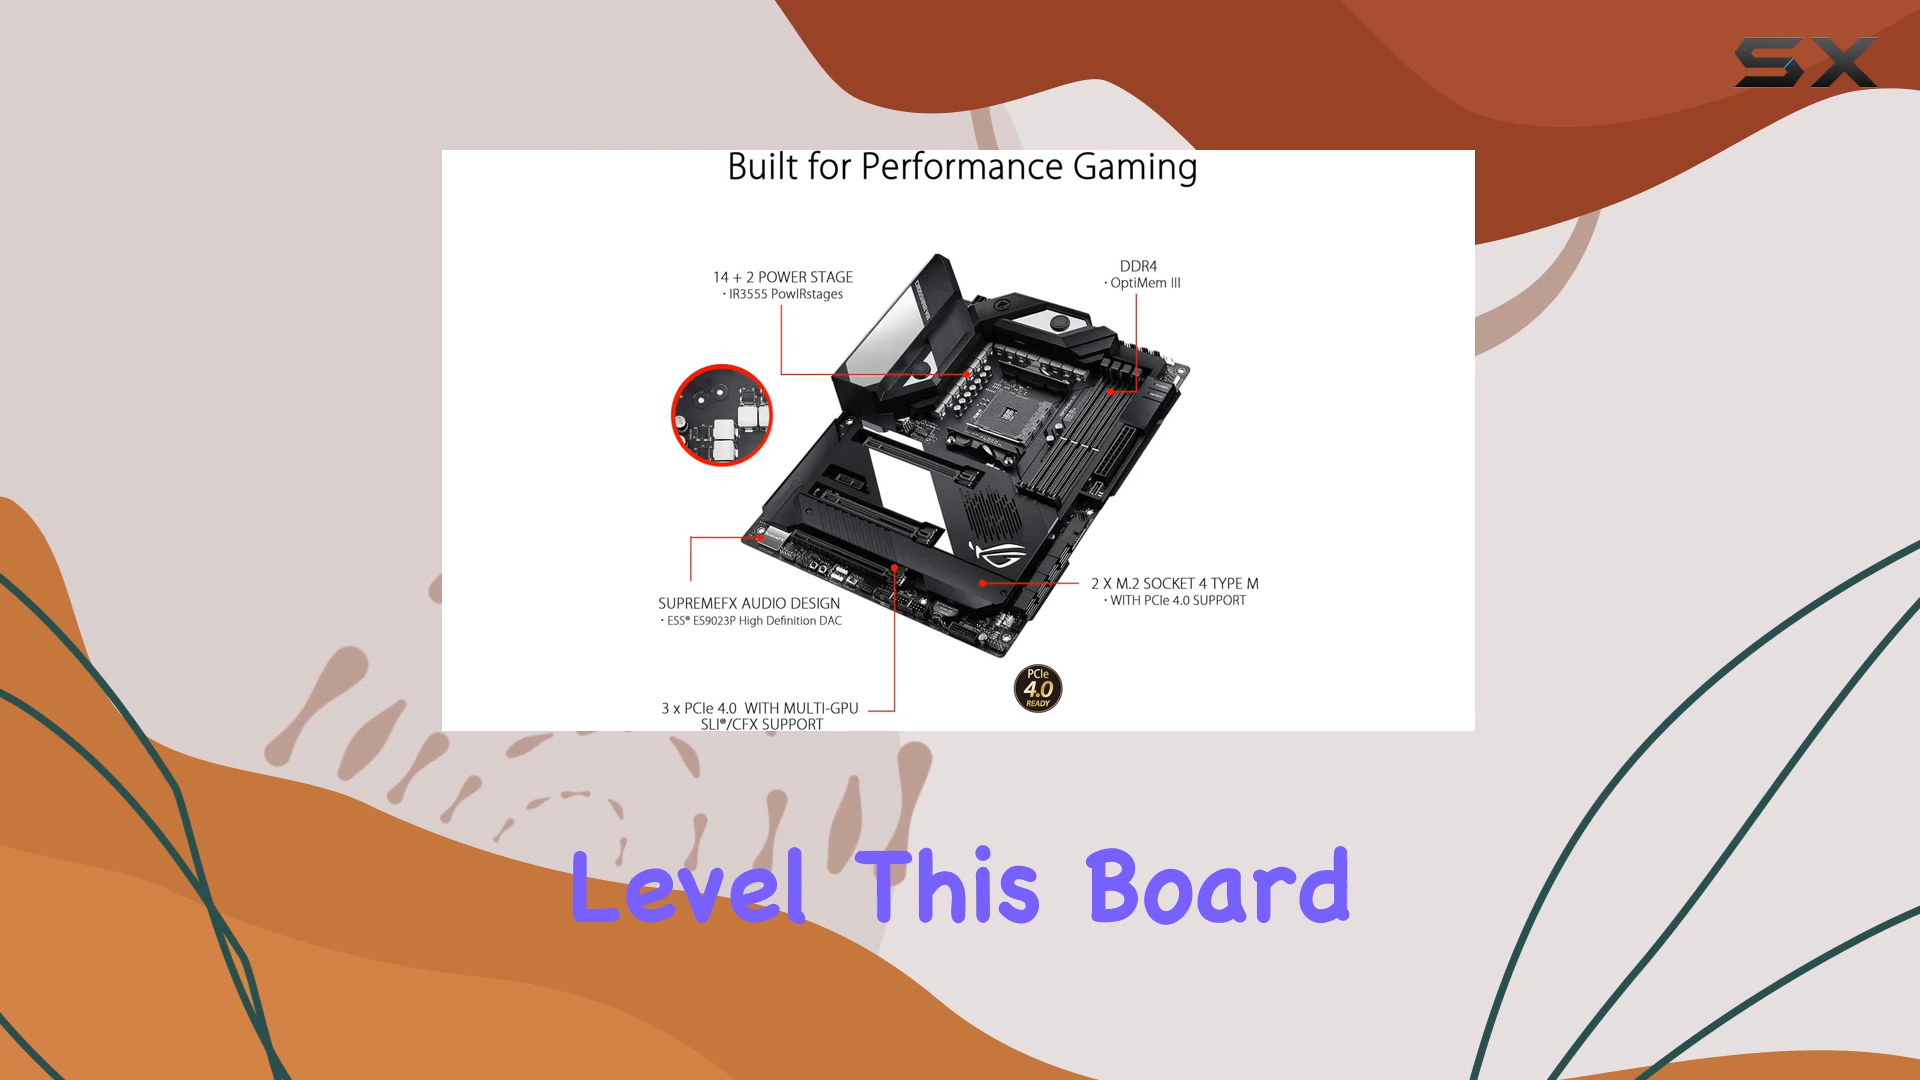 SX
Built for Performance Gaming
14 + 2 POWER STAGE
· IR3555 PowIRstages
DDR4
· OptiMem III
SUPREMEFX AUDIO DESIGN
· ESS® ES9023P High Definition DAC
2 X M.2 SOCKET 4 TYPE M
· WITH PCIe 4.0 SUPPORT
3 x PCIe 4.0 WITH MULTI-GPU
SLI®/CFX SUPPORT
PCIe
4.0
READY
Level This Board